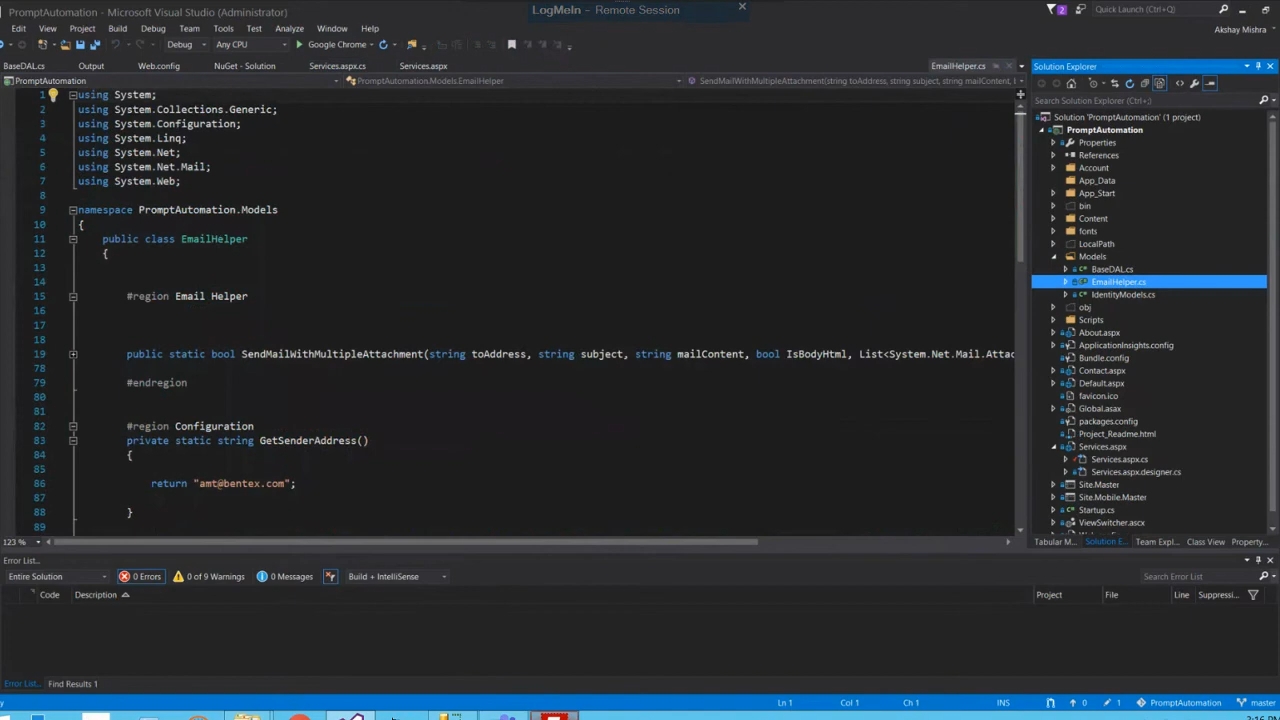 PromptAutomation - Microsoft Visual Studio (Administrator)
LogMeIn - Remote Session
2
Quick Launch (Ctrl+;)
Edit View Project Build Debug Team Tools Test Analyze Window Help
Akshay Mishra
Debug Any CPU Google Chrome
BaseDAL.cs Web.config NuGet - Solution Services.aspx.cs Services.aspx EmailHelper.cs
PromptAutomation PromptAutomation.Models.EmailHelper SendMailWithMultipleAttachment(string toAddress, string subject, string mailContent, b
1 using System;
2 using System.Collections.Generic;
3 using System.Configuration;
4 using System.Linq;
5 using System.Net;
6 using System.Net.Mail;
7 using System.Web;
8
9 namespace PromptAutomation.Models
10 {
11 public class EmailHelper
12 {
13
14
15 #region Email Helper
16
17
18
19 public static bool SendMailWithMultipleAttachment(string toAddress, string subject, string mailContent, bool IsBodyHtml, List<System.Net.Mail.Attac
78
79 #endregion
80
81
82 #region Configuration
83 private static string GetSenderAddress()
84 {
85
86 return "amt@bentex.com";
87
88 }
89
123 %
Solution Explorer
Search Solution Explorer (Ctrl+;)
Solution 'PromptAutomation' (1 project)
PromptAutomation
Properties
References
Account
App_Data
App_Start
bin
Content
fonts
LocalPath
Models
BaseDAL.cs
EmailHelper.cs
IdentityModels.cs
obj
Scripts
About.aspx
ApplicationInsights.config
Bundle.config
Contact.aspx
Default.aspx
favicon.ico
Global.asax
packages.config
Project_Readme.html
Services.aspx
Services.aspx.cs
Services.aspx.designer.cs
Site.Master
Site.Mobile.Master
Startup.cs
ViewSwitcher.ascx
Tabular M... Solution E... Team Expl... Class View Property...
Error List...
Entire Solution 0 Errors 0 of 9 Warnings 0 Messages Build + IntelliSense Search Error List
Code Description Project File Line Suppressi...
Error List... Find Results 1
y Ln 1 Col 1 Ch 1 INS 0 1 PromptAutomation master